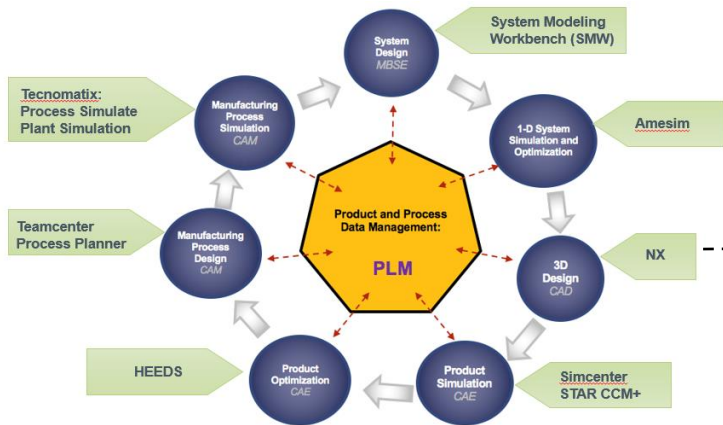 System Modeling
Workbench (SMW)
System
Design
MBSE
Tecnomatix:
Process Simulate
Plant Simulation
Manufacturing
Process
Simulation
CAM
1-D System
Simulation and
Optimization
Amesim
Product and Process
Data Management:
PLM
Teamcenter
Process Planner
Manufacturing
Process
Design
CAM
3D
Design
CAD
NX
HEEDS
Product
Optimization
CAE
Product
Simulation
CAE
Simcenter
STAR CCM+